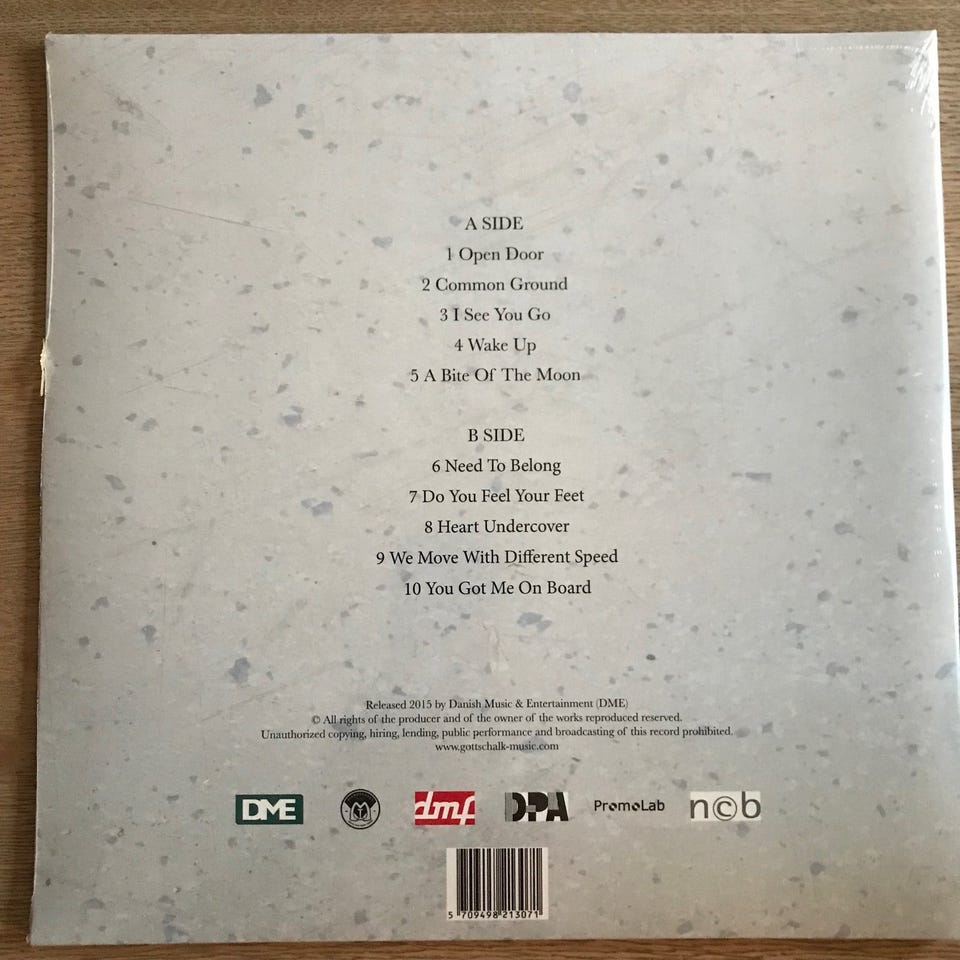 A SIDE
1 Open Door
2 Common Ground
3 I See You Go
4 Wake Up
5 A Bite Of The Moon
B SIDE
6 Need To Belong
7 Do You Feel Your Feet
8 Heart Undercover
9 We Move With Different Speed
10 You Got Me On Board
Released 2015 by Danish Music & Entertainment (DME)
© All rights of the producer and of the owner of the works reproduced reserved.
Unauthorized copying, hiring, lending, public performance and broadcasting of this record prohibited.
www.gottschalk-music.com
DME dmf DPA PromoLab n©b
5 709498 213071